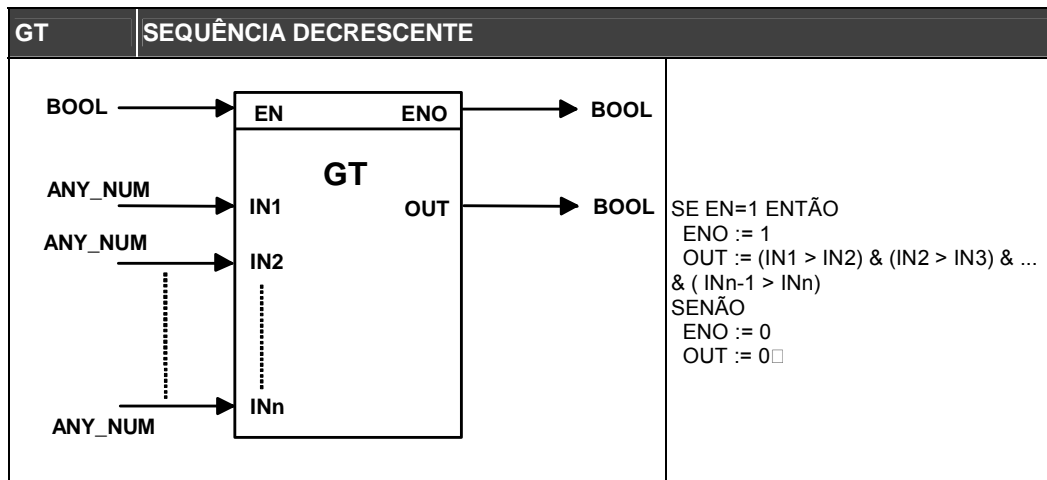 GT SEQUÊNCIA DECRESCENTE
BOOL EN ENO BOOL
GT
ANY_NUM IN1 OUT BOOL
ANY_NUM IN2
INn
ANY_NUM
SE EN=1 ENTÃO
ENO := 1
OUT := (IN1 > IN2) & (IN2 > IN3) & ...
& ( INn-1 > INn)
SENÃO
ENO := 0
OUT := 0□